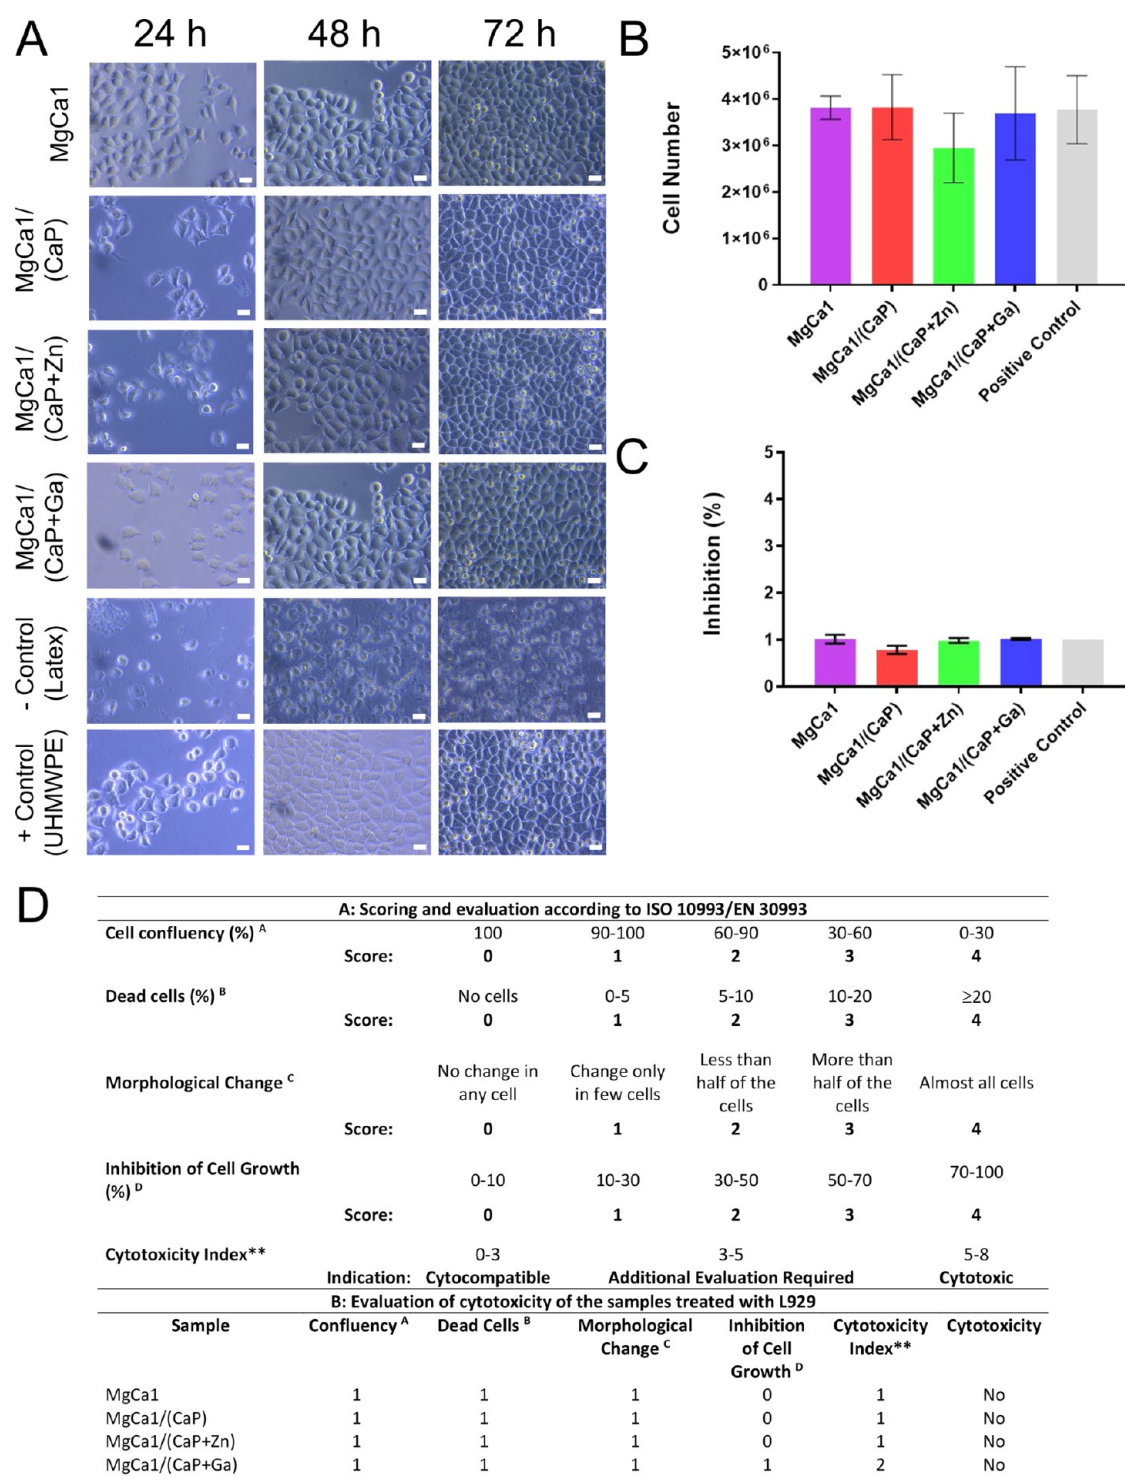 A
24 h 48 h 72 h
MgCa1
MgCa1/
(CaP)
MgCa1/
(CaP+Zn)
MgCa1/
(CaP+Ga)
- Control
(Latex)
+ Control
(UHMWPE)
B
Cell Number
5×10⁶
4×10⁶
3×10⁶
2×10⁶
1×10⁶
0
MgCa1
MgCa1/(CaP)
MgCa1/(CaP+Zn)
MgCa1/(CaP+Ga)
Positive Control
C
Inhibition (%)
5
4
3
2
1
0
MgCa1
MgCa1/(CaP)
MgCa1/(CaP+Zn)
MgCa1/(CaP+Ga)
Positive Control
D
A: Scoring and evaluation according to ISO 10993/EN 30993
Cell confluency (%) ᴬ 100 90-100 60-90 30-60 0-30
Score: 0 1 2 3 4
Dead cells (%) ᴮ No cells 0-5 5-10 10-20 ≥20
Score: 0 1 2 3 4
Morphological Change ᶜ No change in any cell Change only in few cells Less than half of the cells More than half of the cells Almost all cells
Score: 0 1 2 3 4
Inhibition of Cell Growth
(%) ᴰ 0-10 10-30 30-50 50-70 70-100
Score: 0 1 2 3 4
Cytotoxicity Index** 0-3 3-5 5-8
Indication: Cytocompatible Additional Evaluation Required Cytotoxic
B: Evaluation of cytotoxicity of the samples treated with L929
Sample Confluency ᴬ Dead Cells ᴮ Morphological Change ᶜ Inhibition of Cell Growth ᴰ Cytotoxicity Index** Cytotoxicity
MgCa1 1 1 1 0 1 No
MgCa1/(CaP) 1 1 1 0 1 No
MgCa1/(CaP+Zn) 1 1 1 0 1 No
MgCa1/(CaP+Ga) 1 1 1 1 2 No